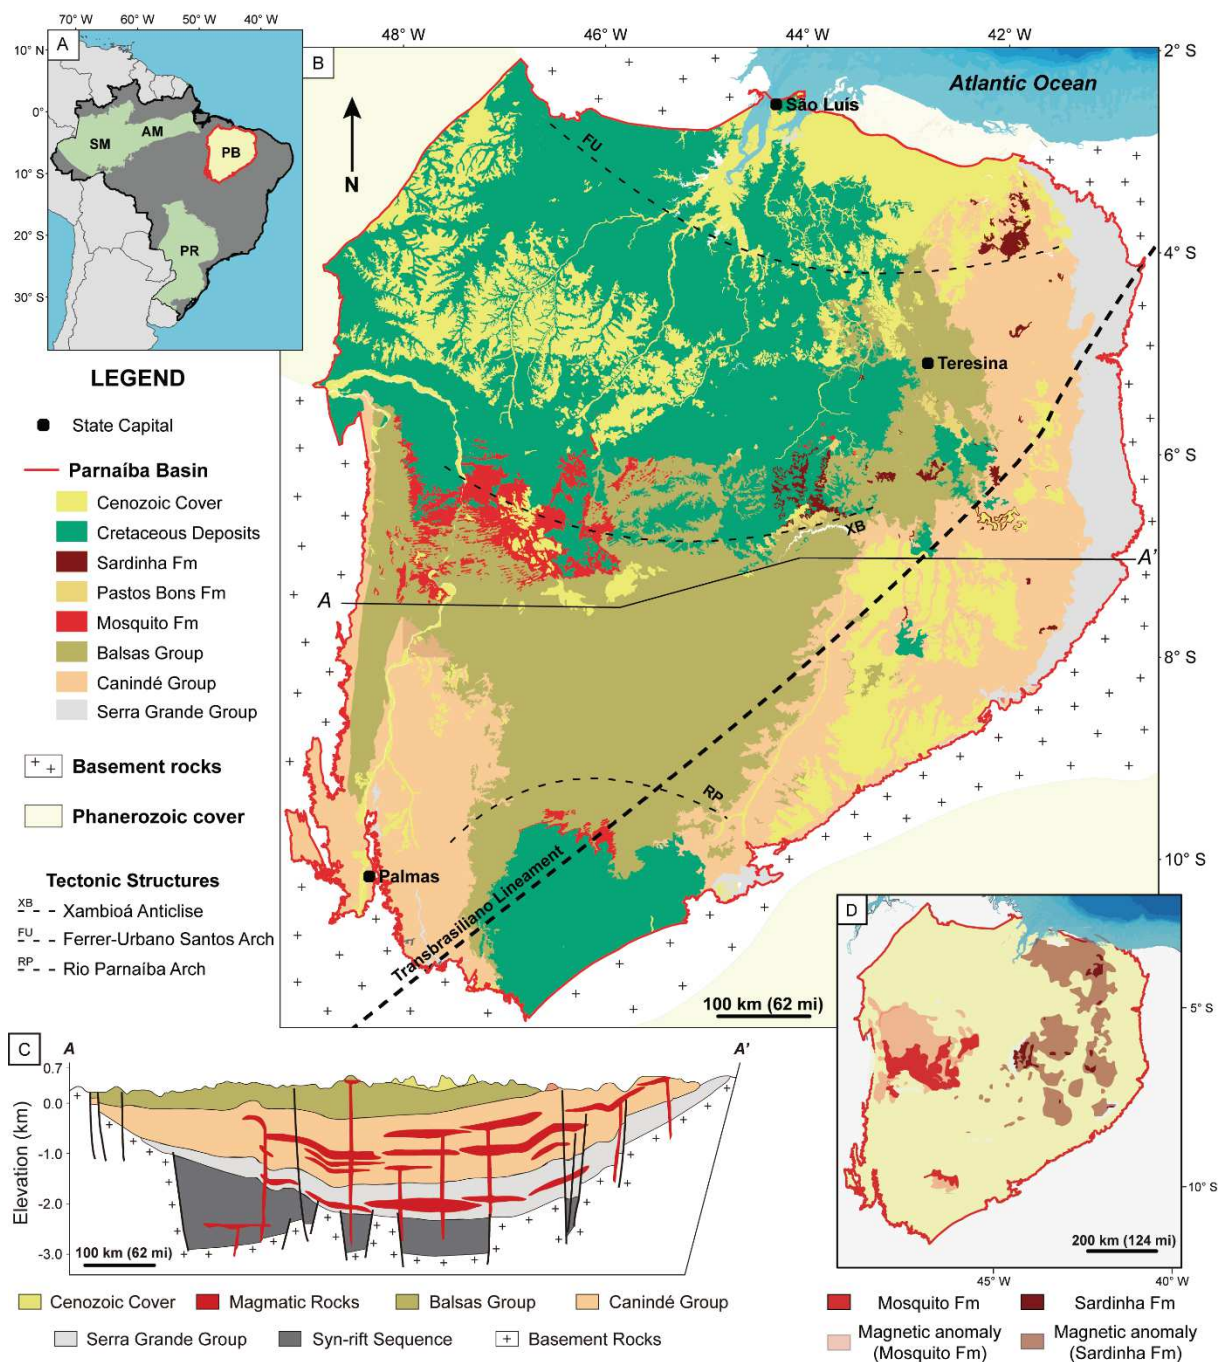 70° W 60° W 50° W 40° W
A
10° N
0°
10° S
20° S
30° S
SM
AM
PB
PR
48° W 46° W 44° W 42° W
2° S
4° S
6° S
8° S
10° S
B
N
Atlantic Ocean
São Luís
FU
Teresina
XB
A
A'
RP
Palmas
Transbrasiliano Lineament
100 km (62 mi)
LEGEND
State Capital
Parnaíba Basin
Cenozoic Cover
Cretaceous Deposits
Sardinha Fm
Pastos Bons Fm
Mosquito Fm
Balsas Group
Canindé Group
Serra Grande Group
Basement rocks
Phanerozoic cover
Tectonic Structures
XB Xambioá Anticlise
FU Ferrer-Urbano Santos Arch
RP Rio Parnaíba Arch
C
A
A'
Elevation (km)
0.7
0.0
-1.0
-2.0
-3.0
100 km (62 mi)
Cenozoic Cover Magmatic Rocks Balsas Group Canindé Group
Serra Grande Group Syn-rift Sequence Basement Rocks
D
5° S
10° S
200 km (124 mi)
45° W 40° W
Mosquito Fm Sardinha Fm
Magnetic anomaly Magnetic anomaly
(Mosquito Fm) (Sardinha Fm)